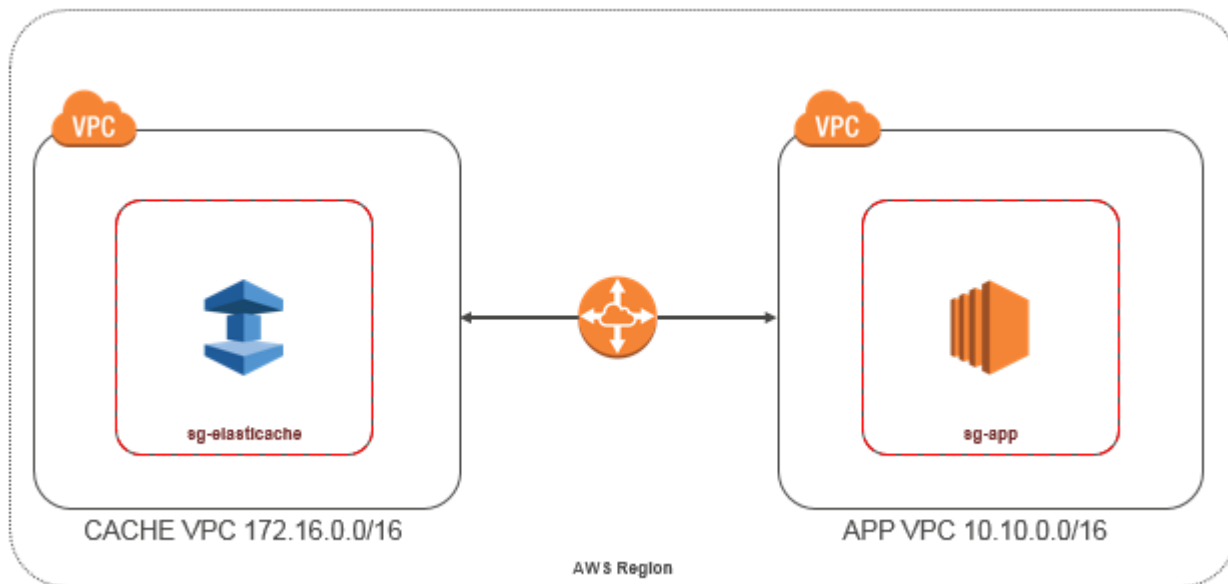 VPC
VPC
sg-elasticache
sg-app
CACHE VPC 172.16.0.0/16
APP VPC 10.10.0.0/16
AWS Region